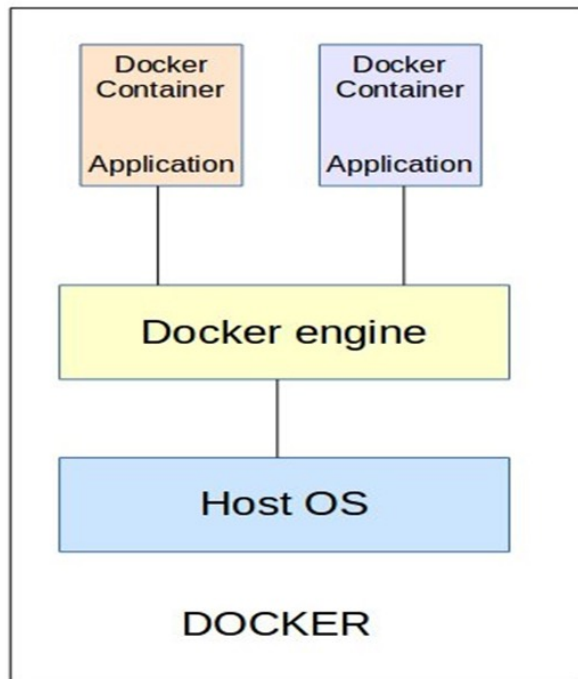 Docker
Container
Application
Docker
Container
Application
Docker engine
Host OS
DOCKER